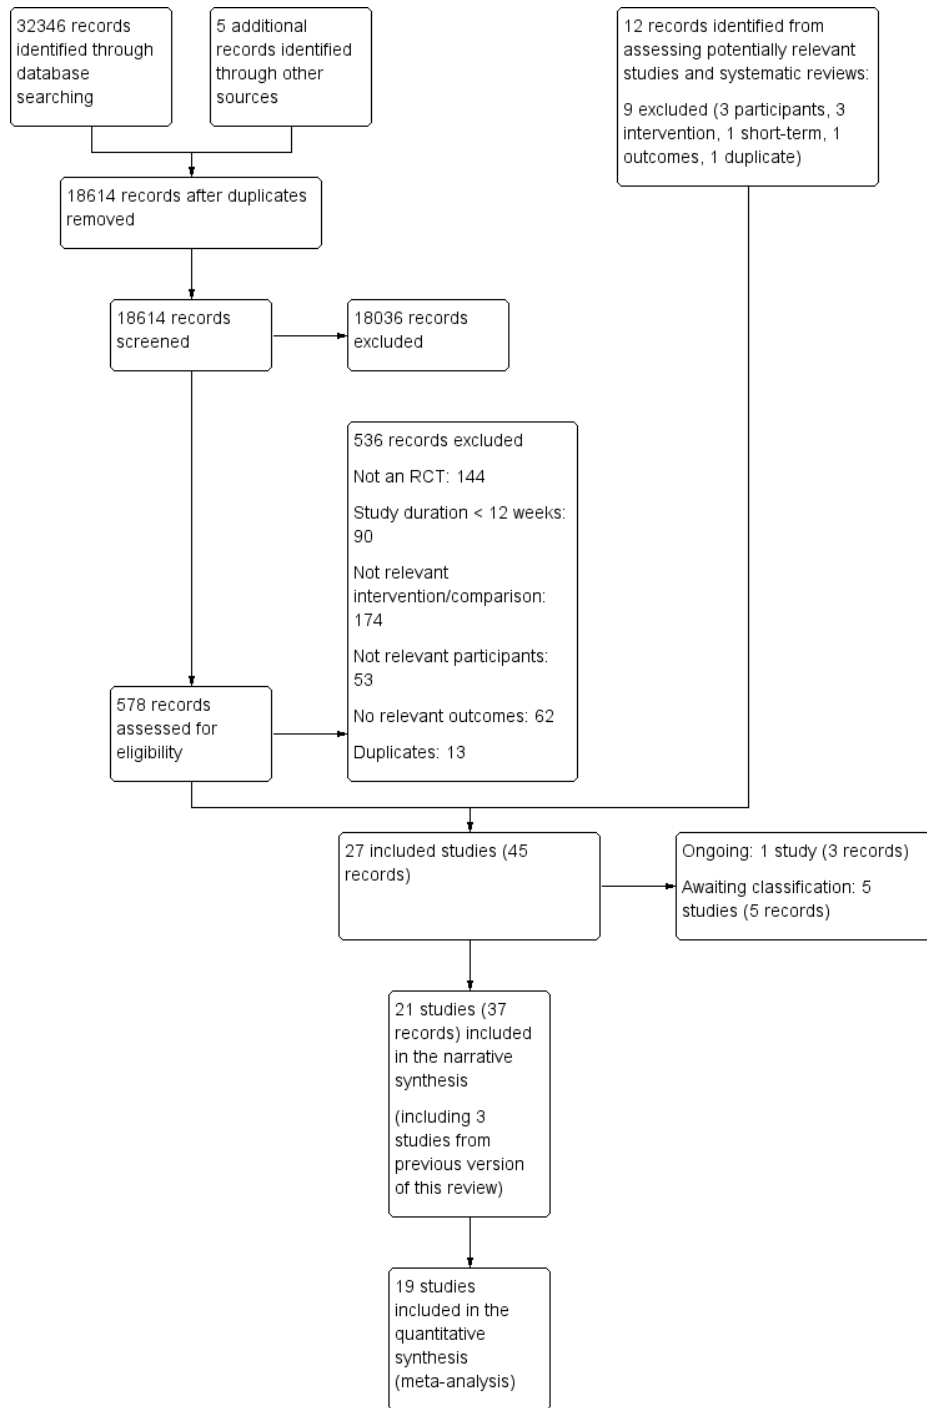 32346 records
identified through
database
searching
5 additional
records identified
through other
sources
12 records identified from
assessing potentially relevant
studies and systematic reviews:
9 excluded (3 participants, 3
intervention, 1 short-term, 1
outcomes, 1 duplicate)
18614 records after duplicates
removed
18614 records
screened
18036 records
excluded
536 records excluded
Not an RCT: 144
Study duration < 12 weeks:
90
Not relevant
intervention/comparison:
174
Not relevant participants:
53
No relevant outcomes: 62
Duplicates: 13
578 records
assessed for
eligibility
27 included studies (45
records)
Ongoing: 1 study (3 records)
Awaiting classification: 5
studies (5 records)
21 studies (37
records) included
in the narrative
synthesis
(including 3
studies from
previous version
of this review)
19 studies
included in the
quantitative
synthesis
(meta-analysis)